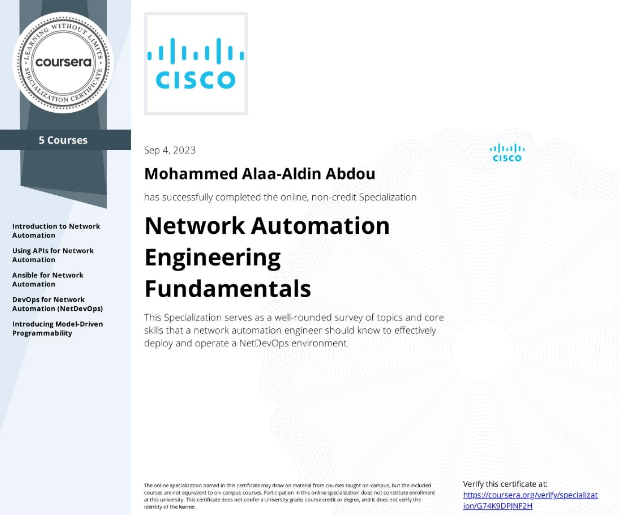 LEARNING WITHOUT LIMITS
coursera
SPECIALIZATION CERTIFICATE
5 Courses
Introduction to Network
Automation
Using APIs for Network
Automation
Ansible for Network
Automation
DevOps for Network
Automation (NetDevOps)
Introducing Model-Driven
Programmability
CISCO
Sep 4, 2023
CISCO
Mohammed Alaa-Aldin Abdou
has successfully completed the online, non-credit Specialization
Network Automation
Engineering
Fundamentals
This Specialization serves as a well-rounded survey of topics and core
skills that a network automation engineer should know to effectively
deploy and operate a NetDevOps environment.
The online specialization named in this certificate may draw on material from courses taught on-campus, but the included
courses are not equivalent to on-campus courses. Participation in this online specialization does not constitute enrollment
at this university. This certificate does not confer a University grade, course credit or degree, and it does not verify the
identity of the learner.
Verify this certificate at:
https://coursera.org/verify/specializat
ion/G74K9DPJNF2H